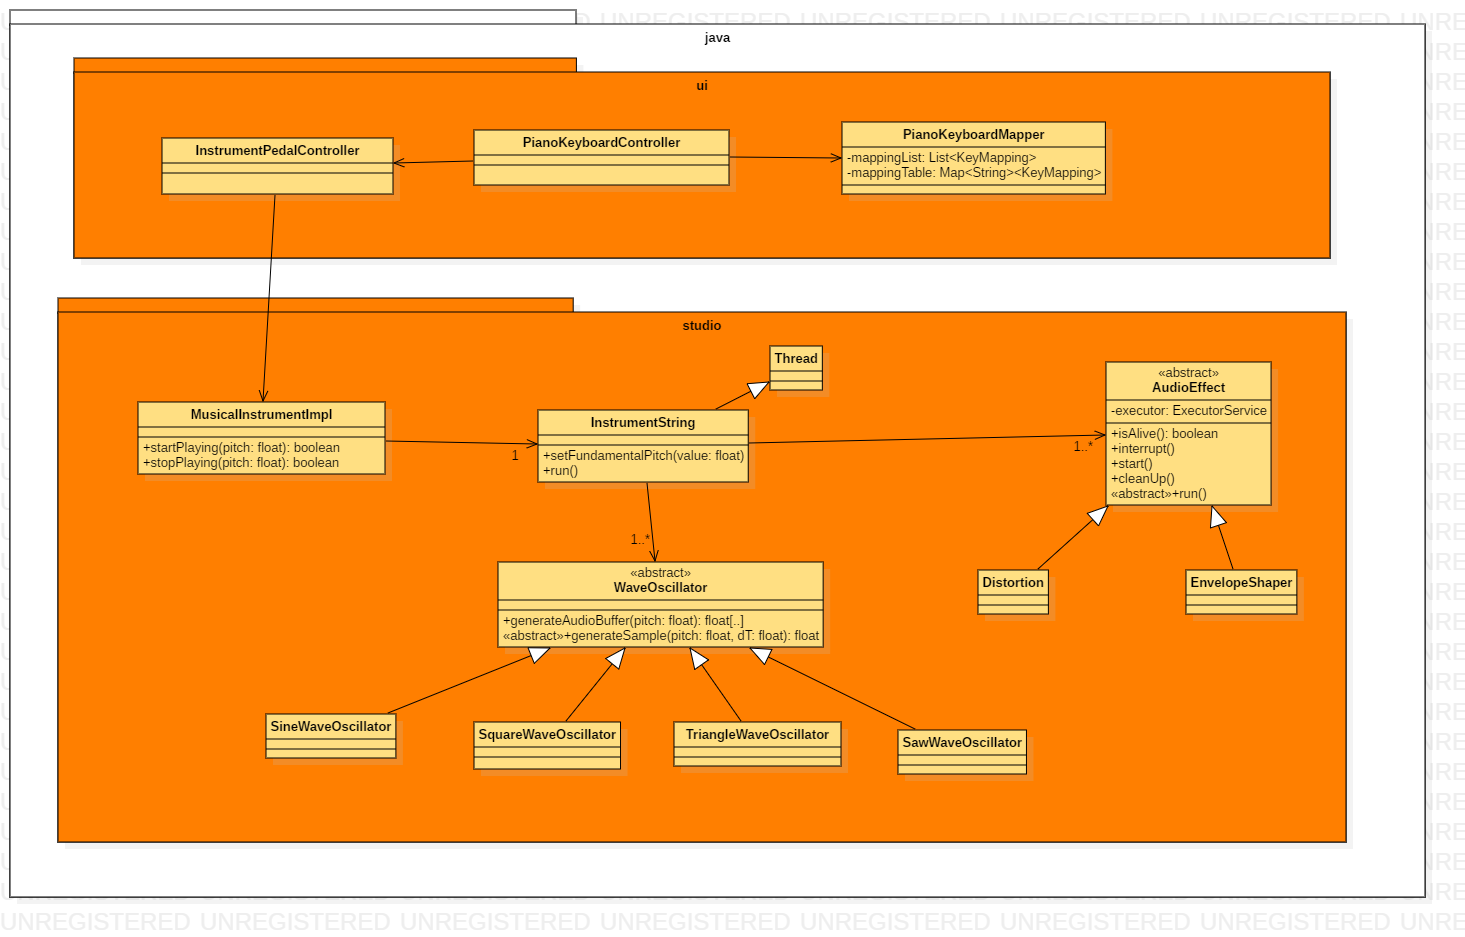 java
ui
InstrumentPedalController
PianoKeyboardController
PianoKeyboardMapper
-mappingList: List<KeyMapping>
-mappingTable: Map<String><KeyMapping>
studio
Thread
MusicalInstrumentImpl
+startPlaying(pitch: float): boolean
+stopPlaying(pitch: float): boolean
1
InstrumentString
+setFundamentalPitch(value: float)
+run()
1..*
«abstract»
AudioEffect
-executor: ExecutorService
+isAlive(): boolean
+interrupt()
+start()
+cleanUp()
«abstract»+run()
1..*
«abstract»
WaveOscillator
+generateAudioBuffer(pitch: float): float[..]
«abstract»+generateSample(pitch: float, dT: float): float
Distortion
EnvelopeShaper
SineWaveOscillator
SquareWaveOscillator
TriangleWaveOscillator
SawWaveOscillator
UNREGISTERED UNREGISTERED UNREGISTERED UNREGISTERED UNREGISTERED UNREGISTERED UNREGISTERED UNRE